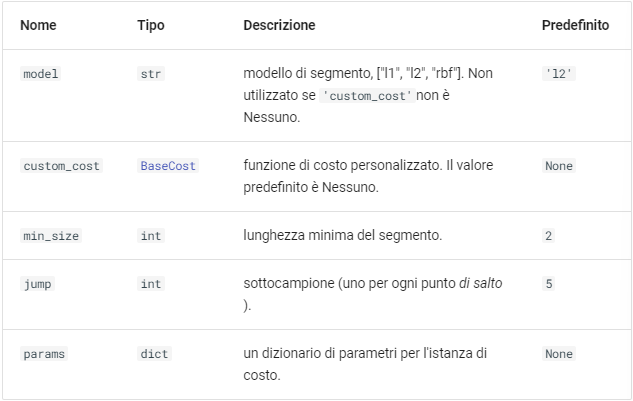 Nome Tipo Descrizione Predefinito
model str modello di segmento, ["l1", "l2", "rbf"]. Non 'l2'
utilizzato se 'custom_cost' non è
Nessuno.
custom_cost BaseCost funzione di costo personalizzato. Il valore None
predefinito è Nessuno.
min_size int lunghezza minima del segmento. 2
jump int sottocampione (uno per ogni punto di salto 5
).
params dict un dizionario di parametri per l'istanza di None
costo.